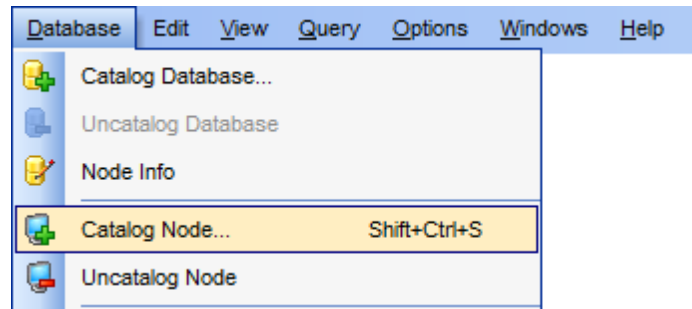 Database Edit View Query Options Windows Help
Catalog Database...
Uncatalog Database
Node Info
Catalog Node... Shift+Ctrl+S
Uncatalog Node